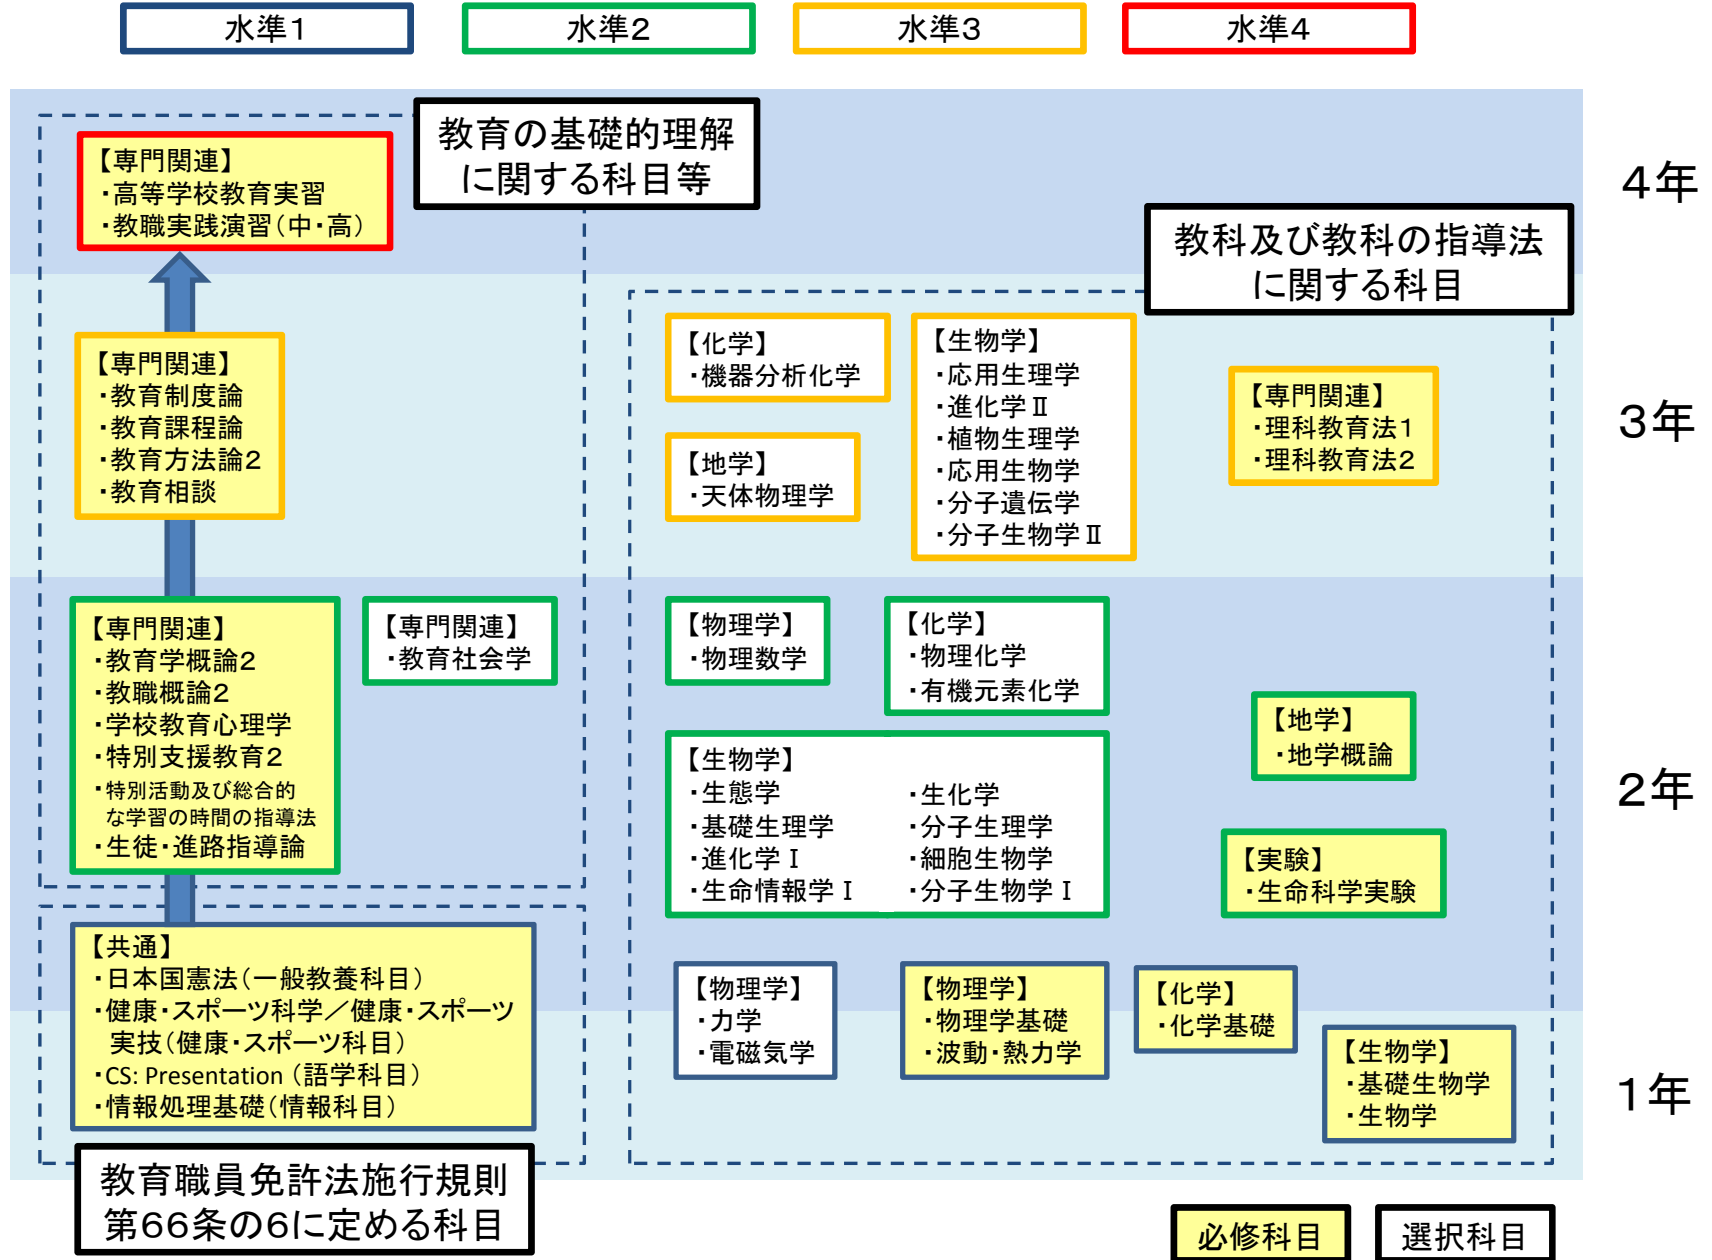 水準1
水準2
水準3
水準4
教育の基礎的理解
に関する科目等
4年
【専門関連】
・高等学校教育実習
・教職実践演習(中・高)
教科及び教科の指導法
に関する科目
3年
【専門関連】
・教育制度論
・教育課程論
・教育方法論2
・教育相談
【化学】
・機器分析化学
【地学】
・天体物理学
【生物学】
・応用生理学
・進化学Ⅱ
・植物生理学
・応用生物学
・分子遺伝学
・分子生物学Ⅱ
【専門関連】
・理科教育法1
・理科教育法2
2年
【専門関連】
・教育学概論2
・教職概論2
・学校教育心理学
・特別支援教育2
・特別活動及び総合的
な学習の時間の指導法
・生徒・進路指導論
【専門関連】
・教育社会学
【物理学】
・物理数学
【化学】
・物理化学
・有機元素化学
【生物学】
・生態学
・基礎生理学
・進化学Ⅰ
・生命情報学Ⅰ
・生化学
・分子生理学
・細胞生物学
・分子生物学Ⅰ
【地学】
・地学概論
【実験】
・生命科学実験
1年
【共通】
・日本国憲法(一般教養科目)
・健康・スポーツ科学/健康・スポーツ
実技(健康・スポーツ科目)
・CS: Presentation (語学科目)
・情報処理基礎(情報科目)
【物理学】
・力学
・電磁気学
【物理学】
・物理学基礎
・波動・熱力学
【化学】
・化学基礎
【生物学】
・基礎生物学
・生物学
教育職員免許法施行規則
第66条の6に定める科目
必修科目
選択科目